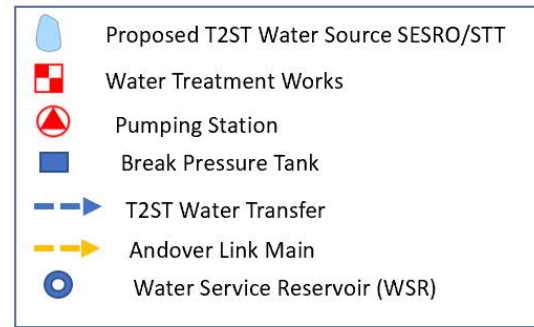 Proposed T2ST Water Source SESRO/STT
Water Treatment Works
Pumping Station
Break Pressure Tank
T2ST Water Transfer
Andover Link Main
Water Service Reservoir (WSR)